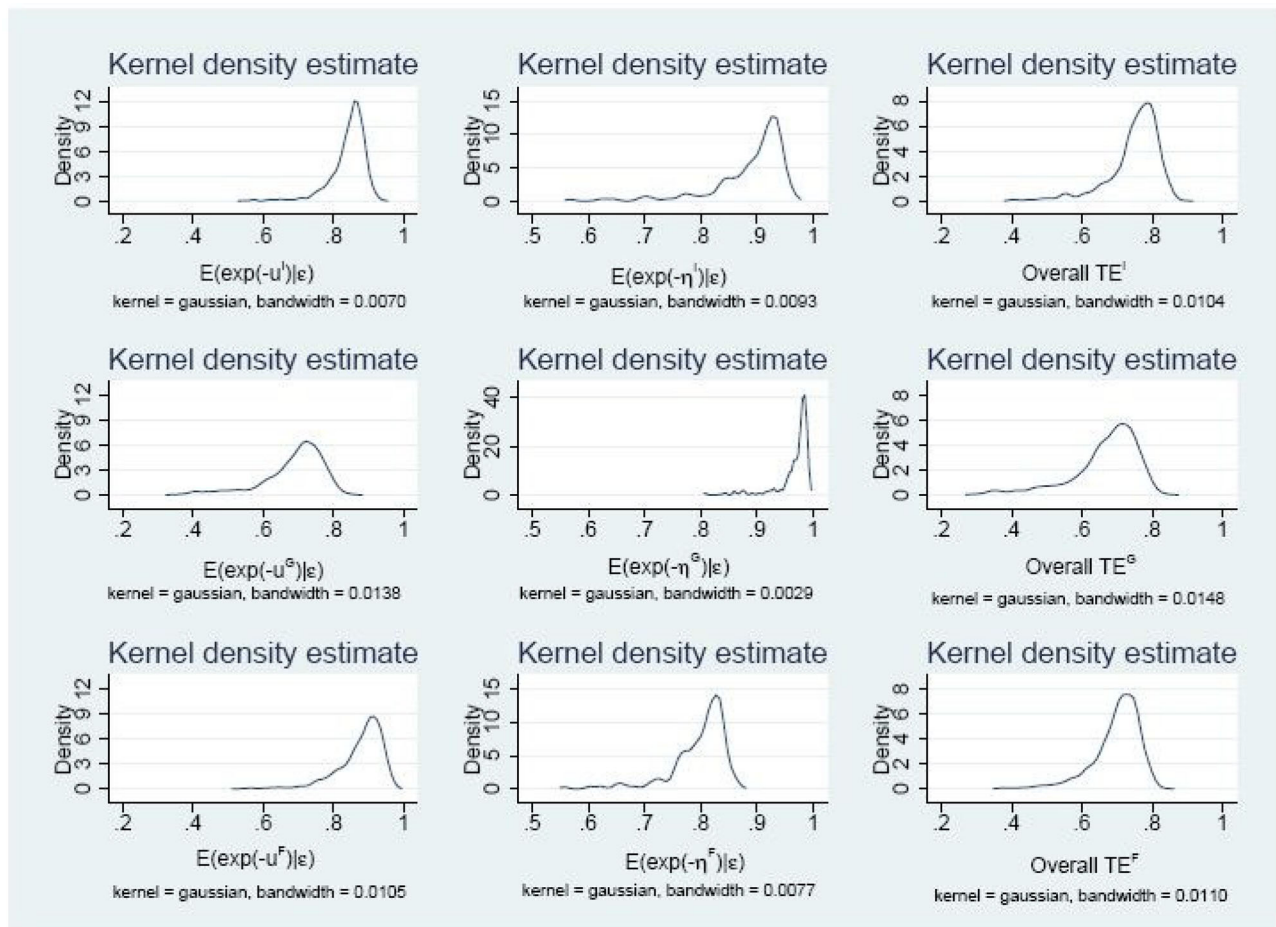 Kernel density estimate
Density
0 3 6 9 12
.2 .4 .6 .8 1
E(exp(-uᴵ)|ε)
kernel = gaussian, bandwidth = 0.0070
Kernel density estimate
Density
0 5 10 15
.5 .6 .7 .8 .9 1
E(exp(-ηᴵ)|ε)
kernel = gaussian, bandwidth = 0.0093
Kernel density estimate
Density
0 2 4 6 8
.2 .4 .6 .8 1
Overall TEᴵ
kernel = gaussian, bandwidth = 0.0104
Kernel density estimate
Density
0 3 6 9 12
.2 .4 .6 .8 1
E(exp(-uᴳ)|ε)
kernel = gaussian, bandwidth = 0.0138
Kernel density estimate
Density
0 20 40
.5 .6 .7 .8 .9 1
E(exp(-ηᴳ)|ε)
kernel = gaussian, bandwidth = 0.0029
Kernel density estimate
Density
0 2 4 6 8
.2 .4 .6 .8 1
Overall TEᴳ
kernel = gaussian, bandwidth = 0.0148
Kernel density estimate
Density
0 3 6 9 12
.2 .4 .6 .8 1
E(exp(-uF)|ε)
kernel = gaussian, bandwidth = 0.0105
Kernel density estimate
Density
0 5 10 15
.5 .6 .7 .8 .9 1
E(exp(-ηF)|ε)
kernel = gaussian, bandwidth = 0.0077
Kernel density estimate
Density
0 2 4 6 8
.2 .4 .6 .8 1
Overall TEF
kernel = gaussian, bandwidth = 0.0110